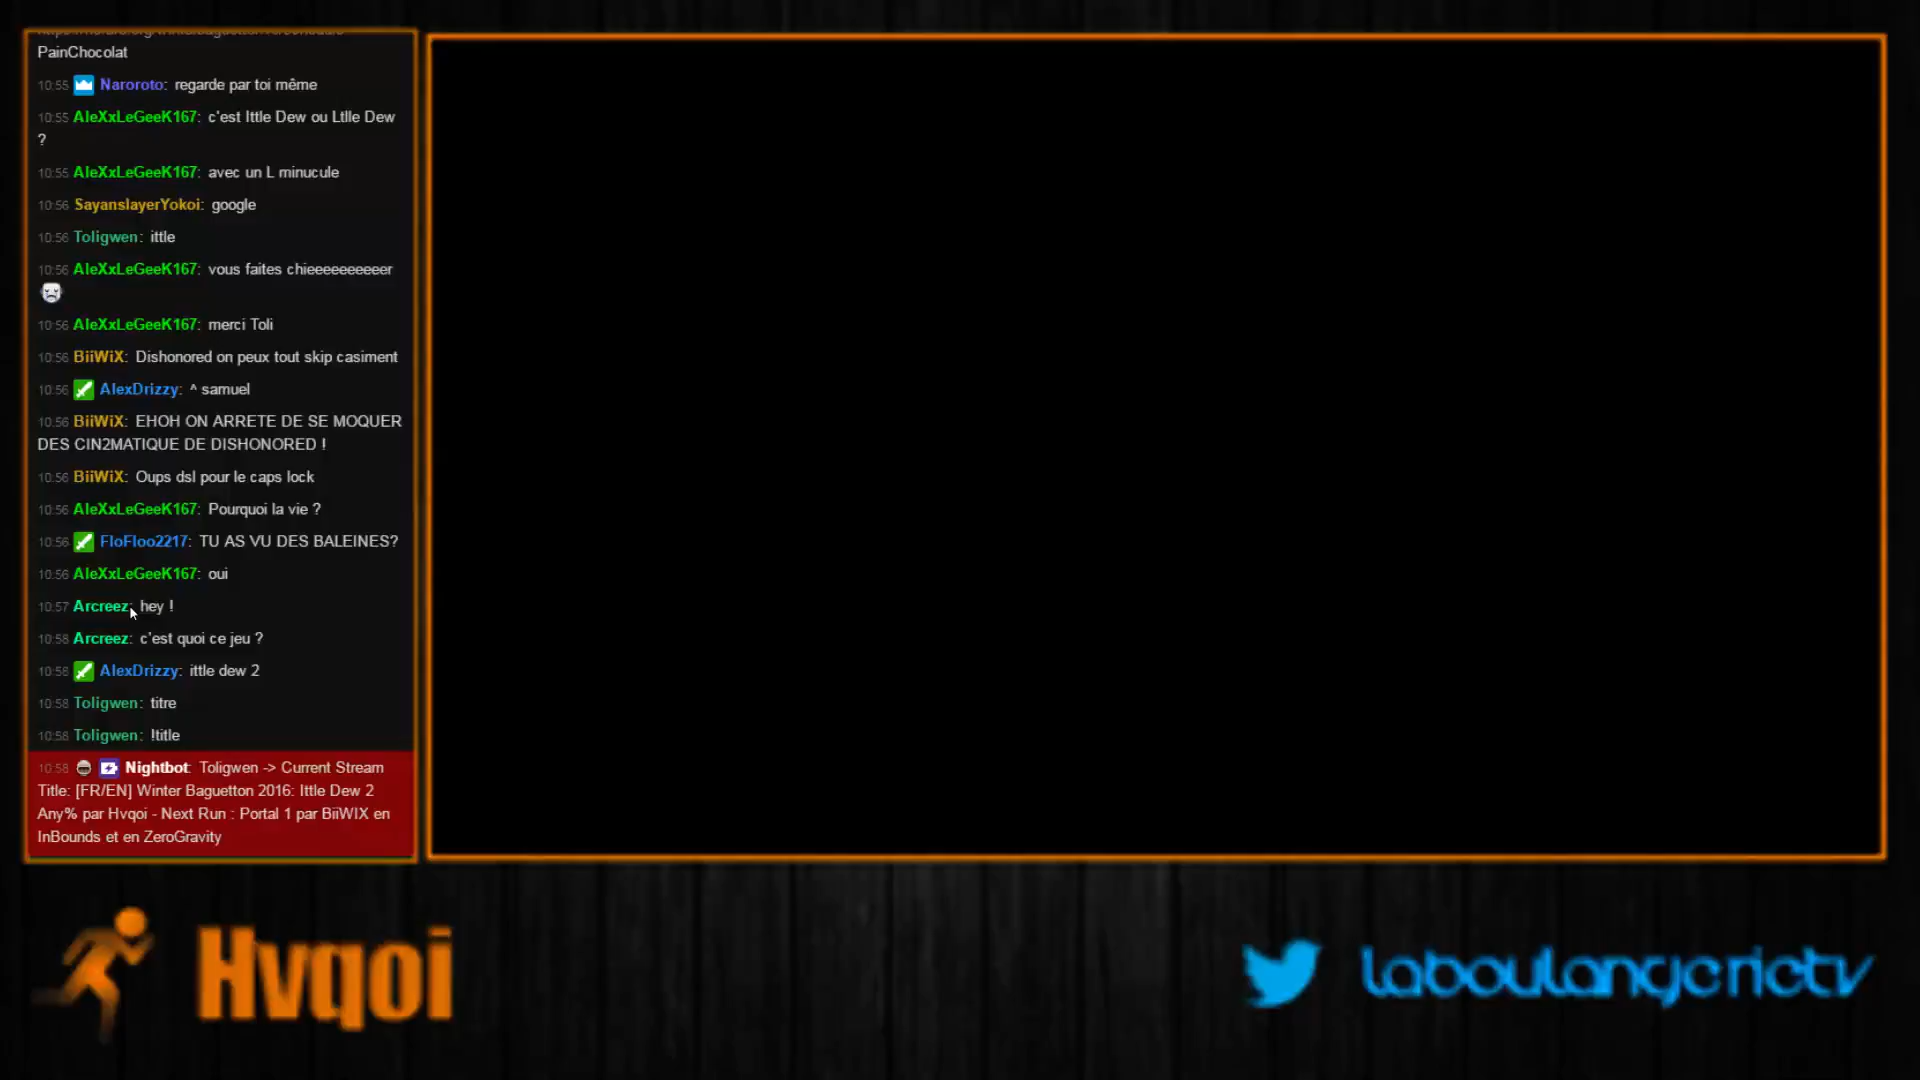 PainChocolat
10:55 Naroroto: regarde par toi même
10:55 AleXxLeGeeK167: c'est Ittle Dew ou Ltlle Dew
?
10:55 AleXxLeGeeK167: avec un L minucule
10:56 SayanslayerYokoi: google
10:56 Toligwen: ittle
10:56 AleXxLeGeeK167: vous faites chieeeeeeeeeer
10:56 AleXxLeGeeK167: merci Toli
10:56 BiiWiX: Dishonored on peux tout skip casiment
10:56 AlexDrizzy: ^ samuel
10:56 BiiWiX: EHOH ON ARRETE DE SE MOQUER
DES CIN2MATIQUE DE DISHONORED !
10:56 BiiWiX: Oups dsl pour le caps lock
10:56 AleXxLeGeeK167: Pourquoi la vie ?
10:56 FloFloo2217: TU AS VU DES BALEINES?
10:56 AleXxLeGeeK167: oui
10:57 Arcreez: hey !
10:58 Arcreez: c'est quoi ce jeu ?
10:58 AlexDrizzy: ittle dew 2
10:58 Toligwen: titre
10:58 Toligwen: !title
10:58 Nightbot: Toligwen -> Current Stream
Title: [FR/EN] Winter Baguetton 2016: Ittle Dew 2
Any% par Hvqoi - Next Run : Portal 1 par BiiWIX en
InBounds et en ZeroGravity
Hvqoi
laboulangerietv